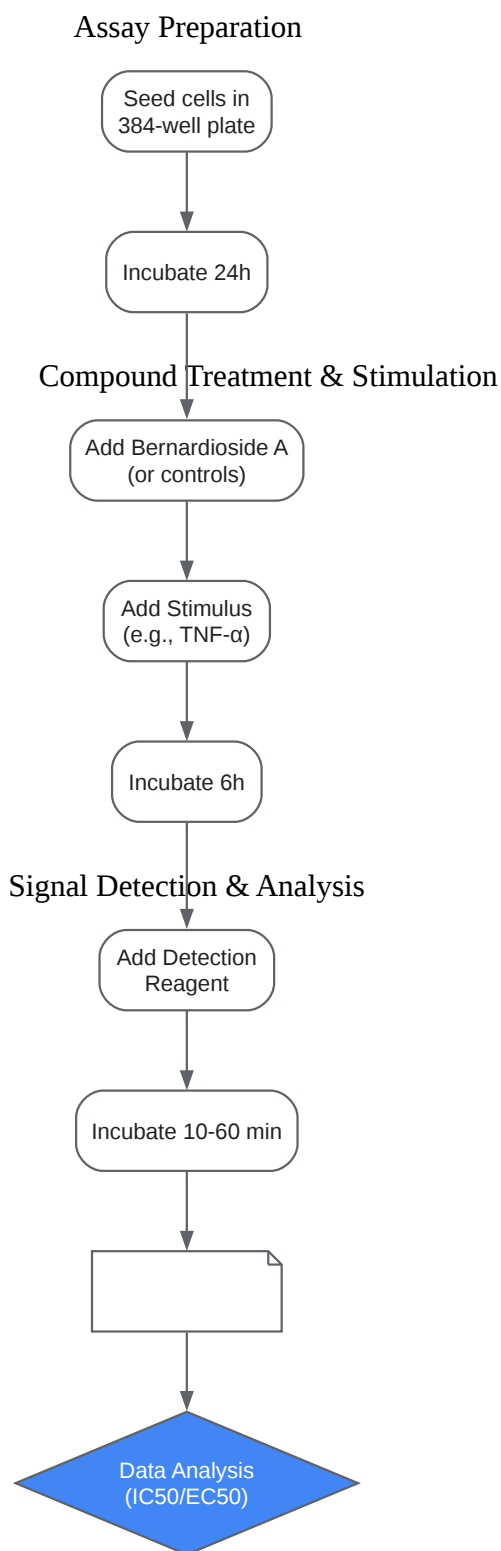 Assay Preparation
Seed cells in
384-well plate
Incubate 24h
Compound Treatment & Stimulation
Add Bernardioside A
(or controls)
Add Stimulus
(e.g., TNF-α)
Incubate 6h
Signal Detection & Analysis
Add Detection
Reagent
Incubate 10-60 min
Data Analysis
(IC50/EC50)